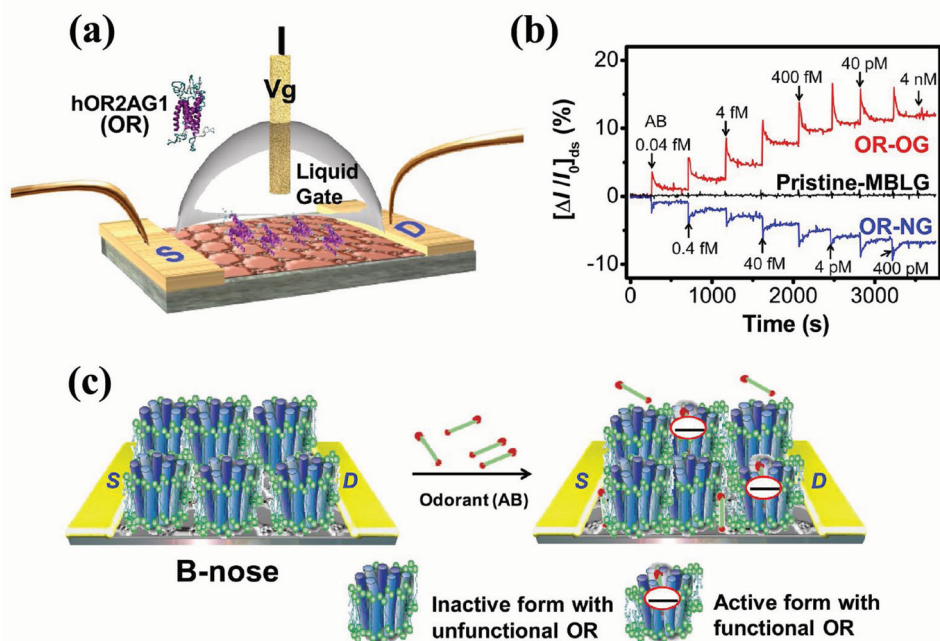 (a)
hOR2AG1
(OR)
Vg
Liquid
Gate
S
D
(b)
[ΔI /I0]ds (%)
20
10
0
-10
0
1000
2000
3000
Time (s)
AB
0.04 fM
4 fM
400 fM
40 pM
4 nM
OR-OG
Pristine-MBLG
OR-NG
0.4 fM
40 fM
4 pM
400 pM
(c)
S
D
B-nose
Odorant (AB)
S
D
Inactive form with
unfunctional OR
Active form with
functional OR